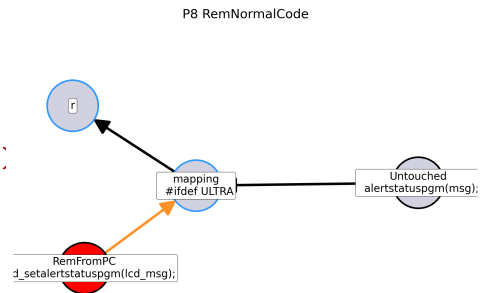 P8 RemNormalCode
r
mapping
#ifdef ULTRA
Untouched
alertstatuspgm(msg);
RemFromPC
d_setalertstatuspgm(lcd_msg);